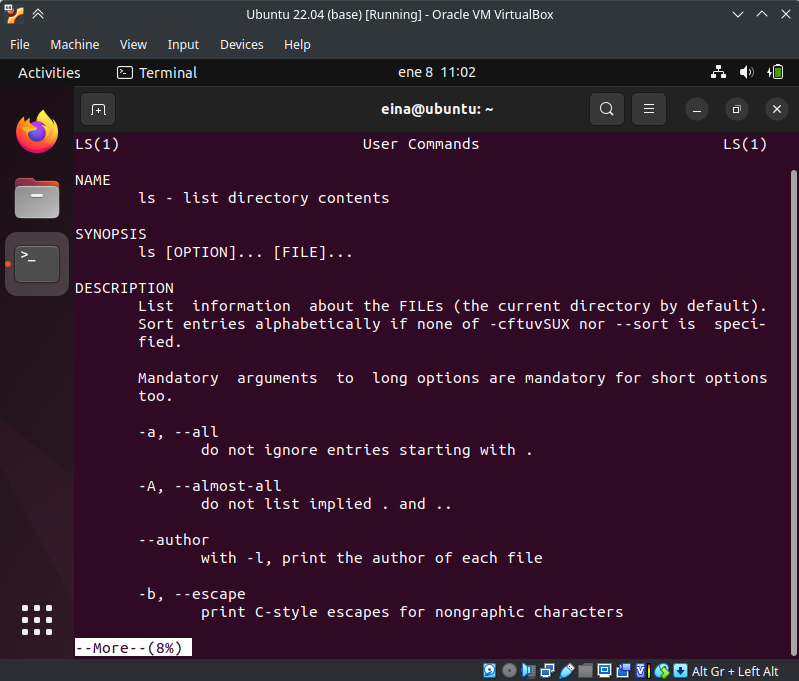 Ubuntu 22.04 (base) [Running] - Oracle VM VirtualBox
File Machine View Input Devices Help
Activities Terminal ene 8 11:02
eina@ubuntu: ~
LS(1) User Commands LS(1)
NAME
ls - list directory contents
SYNOPSIS
ls [OPTION]... [FILE]...
DESCRIPTION
List information about the FILEs (the current directory by default).
Sort entries alphabetically if none of -cftuvSUX nor --sort is speci-
fied.
Mandatory arguments to long options are mandatory for short options
too.
-a, --all
do not ignore entries starting with .
-A, --almost-all
do not list implied . and ..
--author
with -l, print the author of each file
-b, --escape
print C-style escapes for nongraphic characters
--More--(8%)
Alt Gr + Left Alt